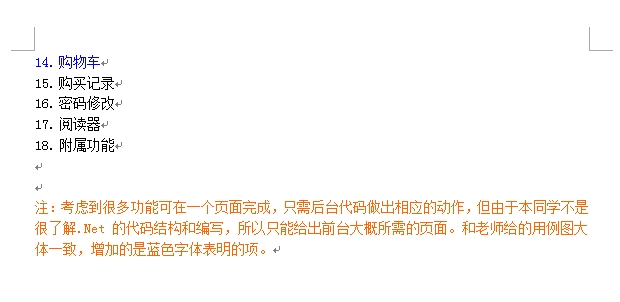 14. 购物车
15. 购买记录
16. 密码修改
17. 阅读器
18. 附属功能
注：考虑到很多功能可在一个页面完成，只需后台代码做出相应的动作，但由于本同学不是
很了解.Net 的代码结构和编写，所以只能给出前台大概所需的页面。和老师给的用例图大
体一致，增加的是蓝色字体表明的项。